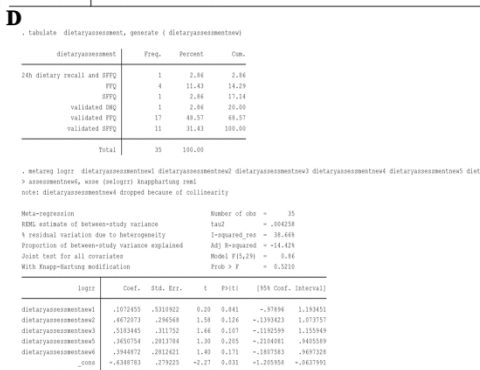 D
. tabulate dietaryassessment, generate ( dietaryassessmentnew)
dietaryassessment Freq. Percent Cum.
24h dietary recall and SFFQ 1 2.86 2.86
FFQ 4 11.43 14.29
SFFQ 1 2.86 17.14
validated DHQ 1 2.86 20.00
validated FFQ 17 48.57 68.57
validated SFFQ 11 31.43 100.00
Total 35 100.00
. metareg logrr dietaryassessmentnew1 dietaryassessmentnew2 dietaryassessmentnew3 dietaryassessmentnew4 dietaryassessmentnew5 diet
> assessmentnew6, wsse (selogrr) knapphartung reml
note: dietaryassessmentnew4 dropped because of collinearity
Meta-regression Number of obs = 35
REML estimate of between-study variance tau2 = .004258
% residual variation due to heterogeneity I-squared_res = 38.66%
Proportion of between-study variance explained Adj R-squared = -14.42%
Joint test for all covariates Model F(5,29) = 0.86
With Knapp-Hartung modification Prob > F = 0.5210
logrr Coef. Std. Err. t P>|t| [95% Conf. Interval]
dietaryassessmentnew1 .1072455 .5310922 0.20 0.841 -.97896 1.193451
dietaryassessmentnew2 .4672073 .296568 1.58 0.126 -.1393423 1.073757
dietaryassessmentnew3 .5183445 .311752 1.66 0.107 -.1192599 1.155949
dietaryassessmentnew5 .3650754 .2813784 1.30 0.205 -.2104081 .9405589
dietaryassessmentnew6 .3944872 .2812621 1.40 0.171 -.1807583 .9697328
_cons -.6348783 .279225 -2.27 0.031 -1.205958 -.0637991